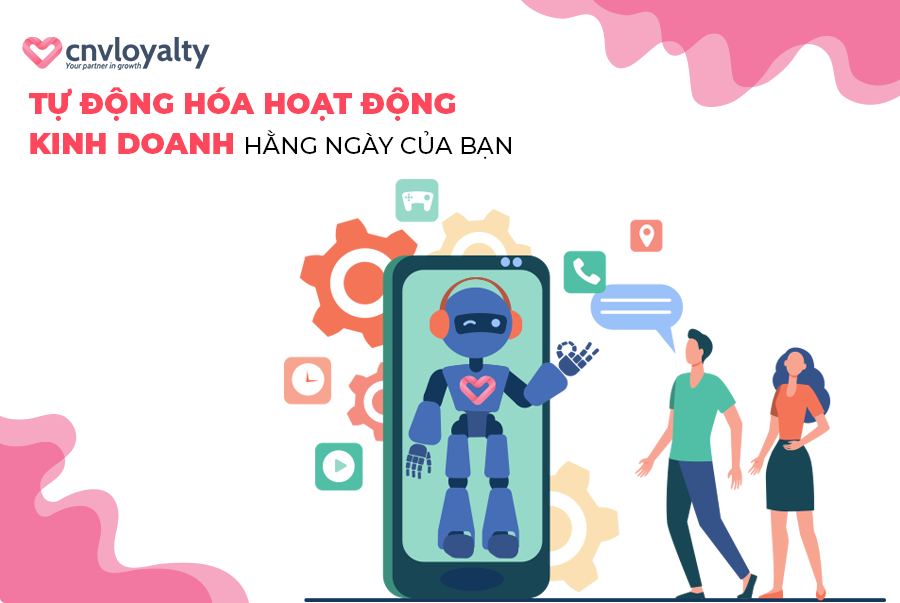 cnvloyalty
Your partner in growth
TỰ ĐỘNG HÓA HOẠT ĐỘNG
KINH DOANH HẰNG NGÀY CỦA BẠN